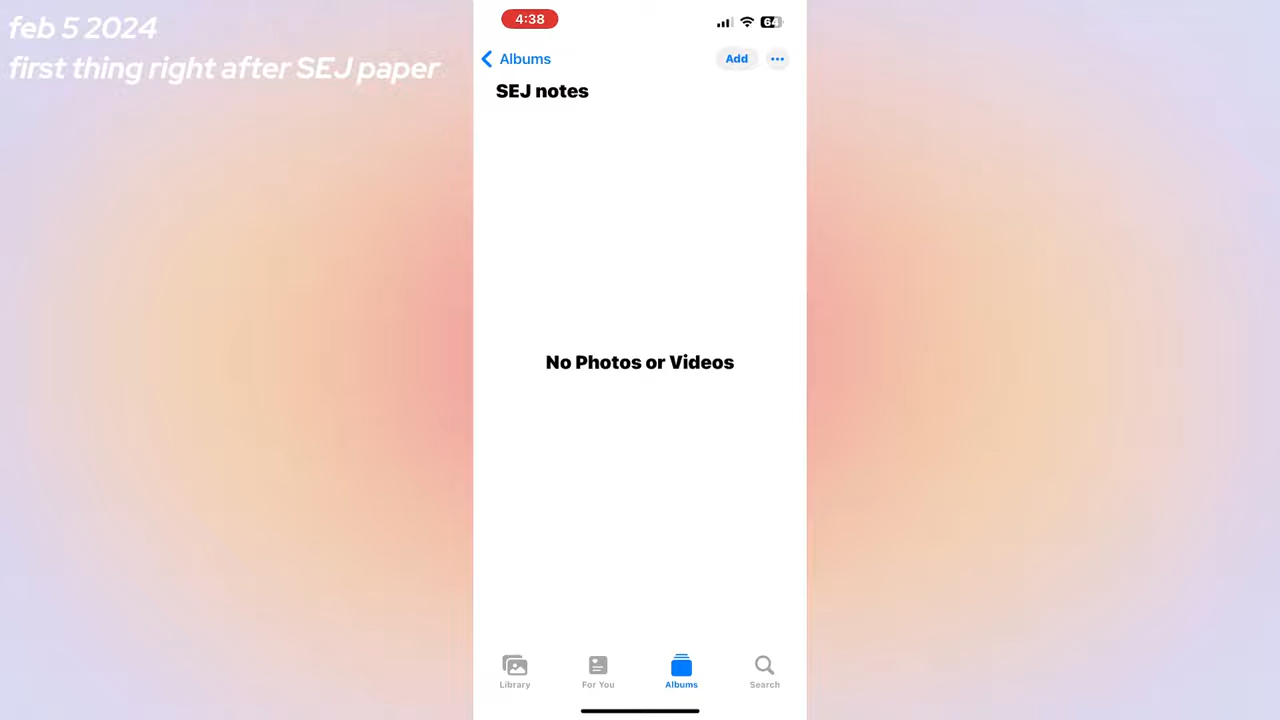 feb 5 2024
first thing right after SEJ paper
4:38
64
Albums
Add
SEJ notes
No Photos or Videos
Library
For You
Albums
Search